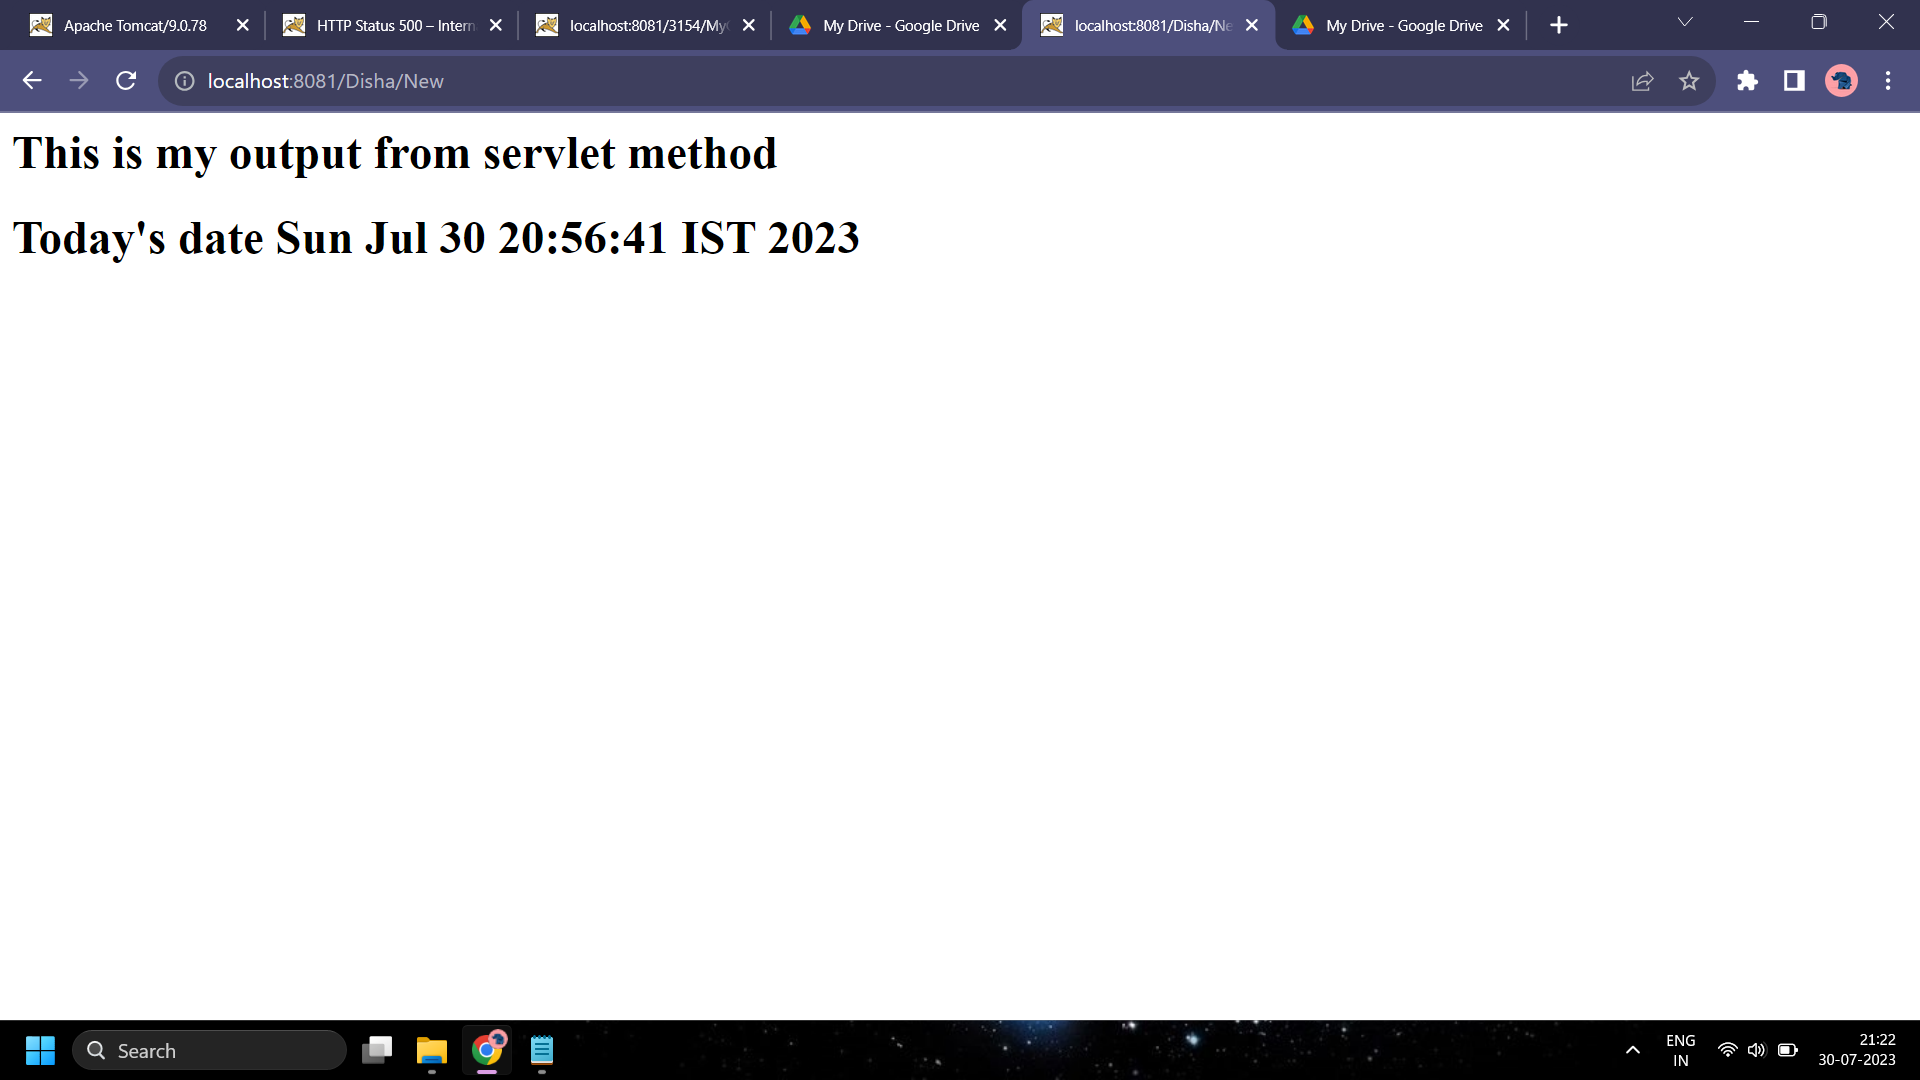 Apache Tomcat/9.0.78
HTTP Status 500 – Intern
localhost:8081/3154/My
My Drive - Google Drive
localhost:8081/Disha/Ne
My Drive - Google Drive
localhost:8081/Disha/New
This is my output from servlet method
Today's date Sun Jul 30 20:56:41 IST 2023
Search
ENG
IN
21:22
30-07-2023